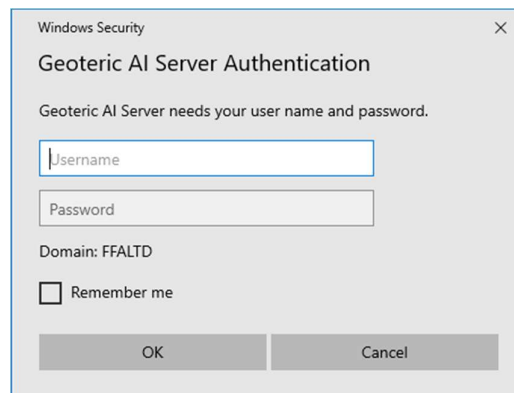 Windows Security
Geoteric AI Server Authentication
Geoteric AI Server needs your user name and password.
Username
Password
Domain: FFALTD
Remember me
OK
Cancel